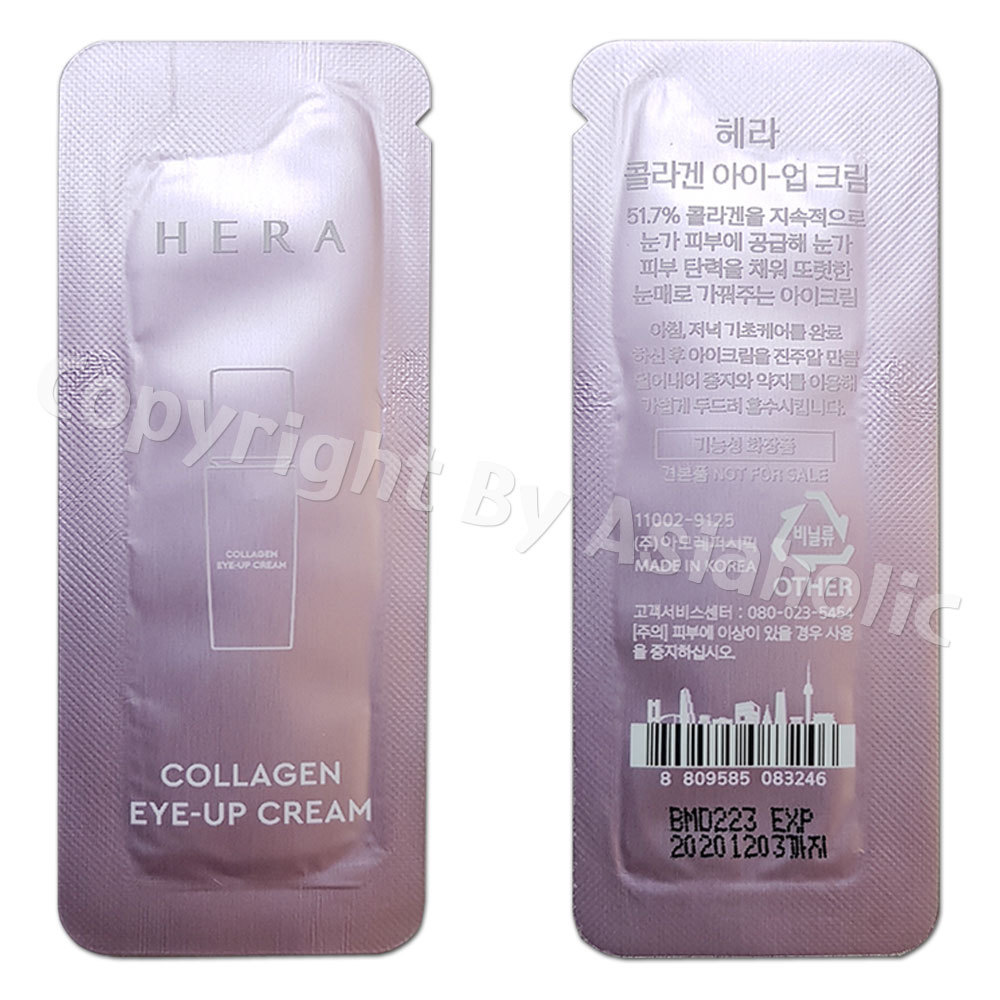 HERA
COLLAGEN
EYE-UP CREAM
COLLAGEN
EYE-UP CREAM
헤라
콜라겐 아이-업 크림
51.7% 콜라겐을 지속적으로
눈가 피부에 공급해 눈가
피부 탄력을 채워 또렷한
눈매로 가꿔주는 아이크림
아침, 저녁 기초케어를 완료
하신 후 아이크림을 진주알 만큼
덜어내어 중지와 약지를 이용해
가볍게 두드려 흡수시킵니다.
기능성 화장품
견본품 NOT FOR SALE
11002-9125
(주)아모레퍼시픽
MADE IN KOREA
비닐류
OTHER
고객서비스센터 : 080-023-5454
[주의] 피부에 이상이 있을 경우 사용
을 중지하십시오.
8 809585 083246
BMD223 EXP
20201203까지
Copyright By Asiaholic